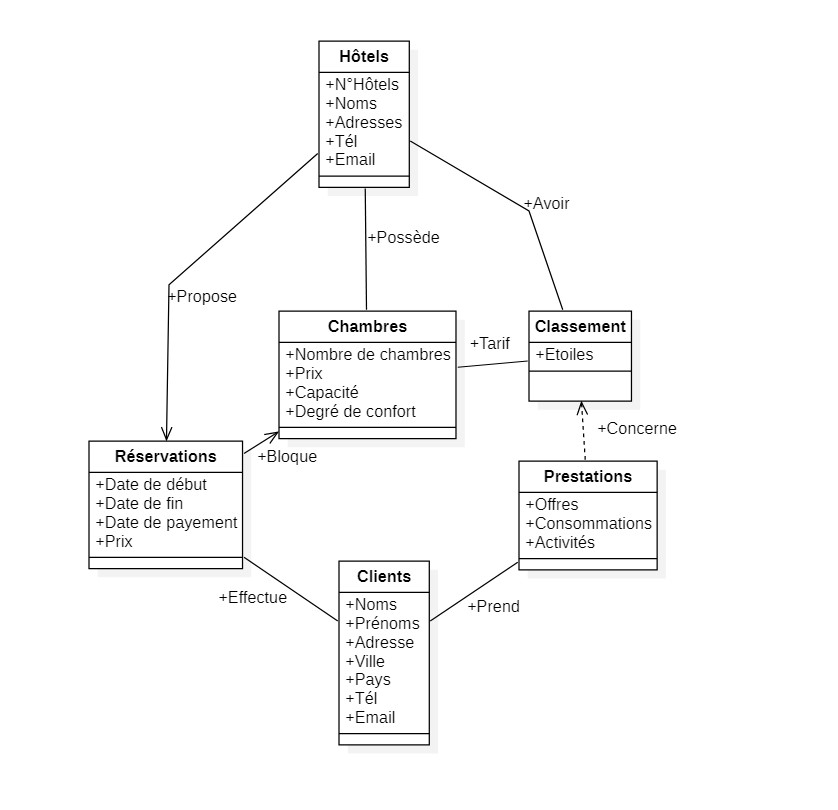 Hôtels
+N°Hôtels
+Noms
+Adresses
+Tél
+Email
+Avoir
+Possède
+Propose
Chambres
+Nombre de chambres
+Prix
+Capacité
+Degré de confort
+Tarif
Classement
+Etoiles
+Concerne
+Bloque
Réservations
+Date de début
+Date de fin
+Date de payement
+Prix
Prestations
+Offres
+Consommations
+Activités
+Effectue
+Prend
Clients
+Noms
+Prénoms
+Adresse
+Ville
+Pays
+Tél
+Email